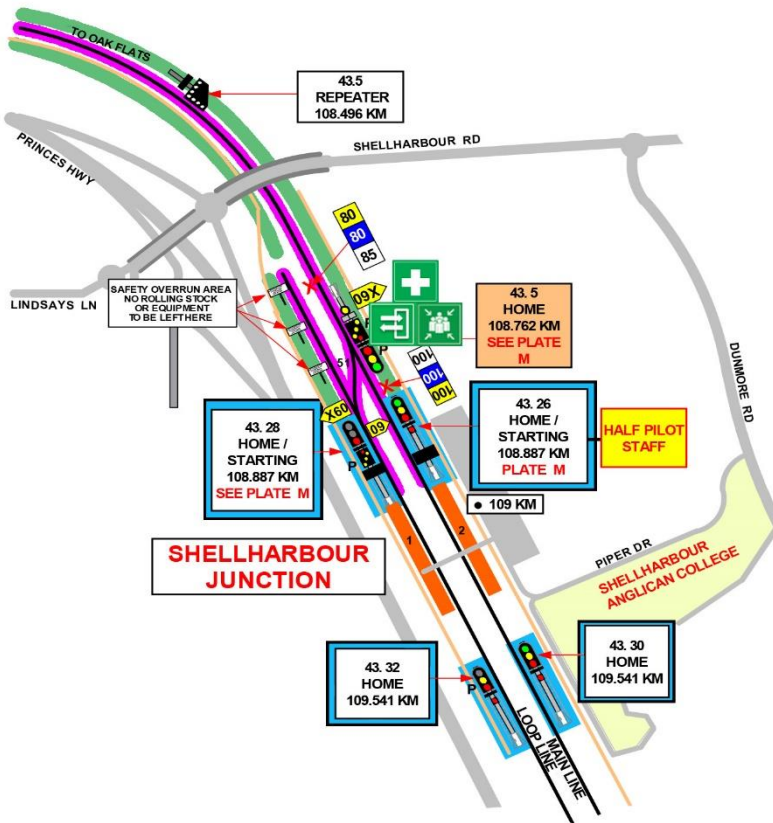 TO OAK FLATS
43.5
REPEATER
108.496 KM
PRINCES HWY
SHELLHARBOUR RD
80
80
85
SAFETY OVERRUN AREA
NO ROLLING STOCK
OR EQUIPMENT
TO BE LEFT HERE
LINDSAYS LN
X60
43. 5
HOME
108.762 KM
SEE PLATE
M
P
51
100
100
100
DUNMORE RD
X60
60
43. 28
HOME /
STARTING
108.887 KM
SEE PLATE M
P
43. 26
HOME /
STARTING
108.887 KM
PLATE M
HALF PILOT
STAFF
109 KM
1
2
SHELLHARBOUR
JUNCTION
PIPER DR
SHELLHARBOUR
ANGLICAN COLLEGE
43. 32
HOME
109.541 KM
P
43. 30
HOME
109.541 KM
LOOP LINE
MAIN LINE